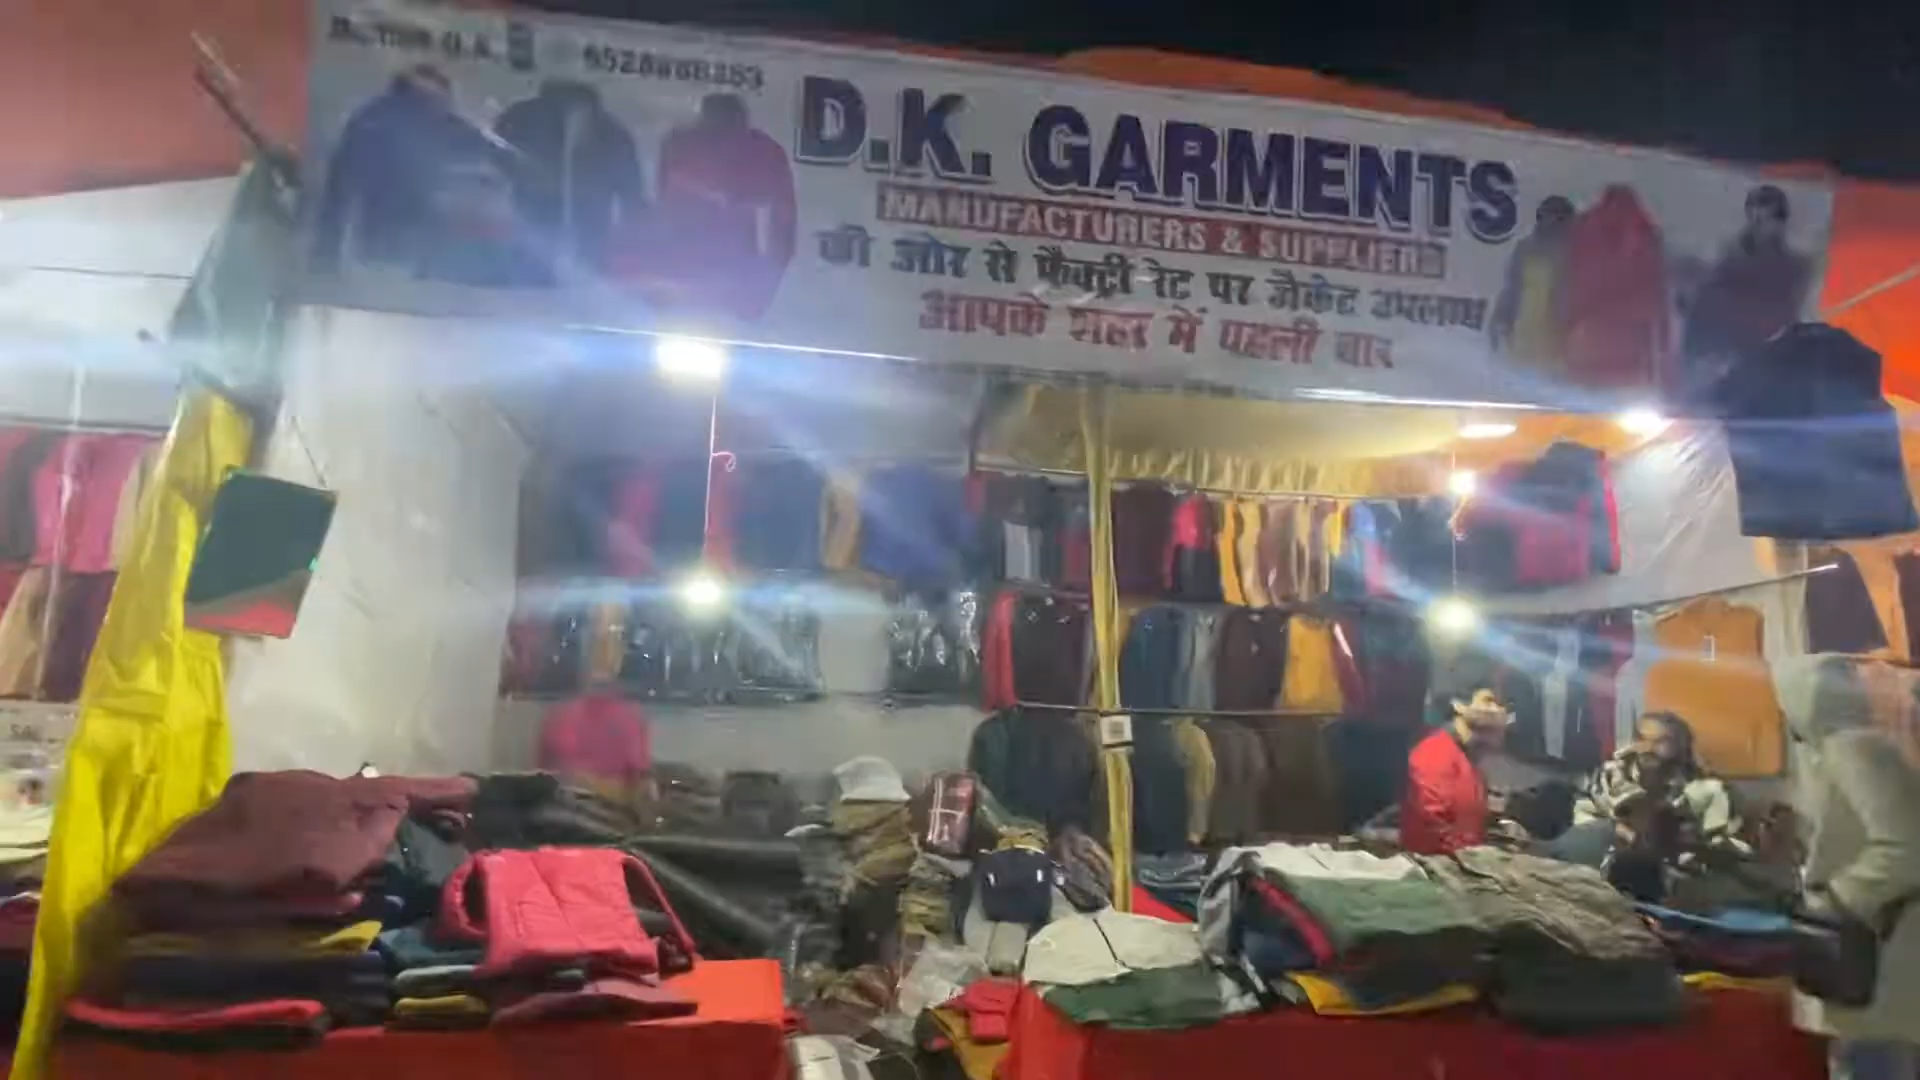 D.K. GARMENTS
MANUFACTURERS & SUPPLIERS
की ओर से फैक्ट्री रेट पर जैकेट उपलब्ध
आपके शहर में पहली बार